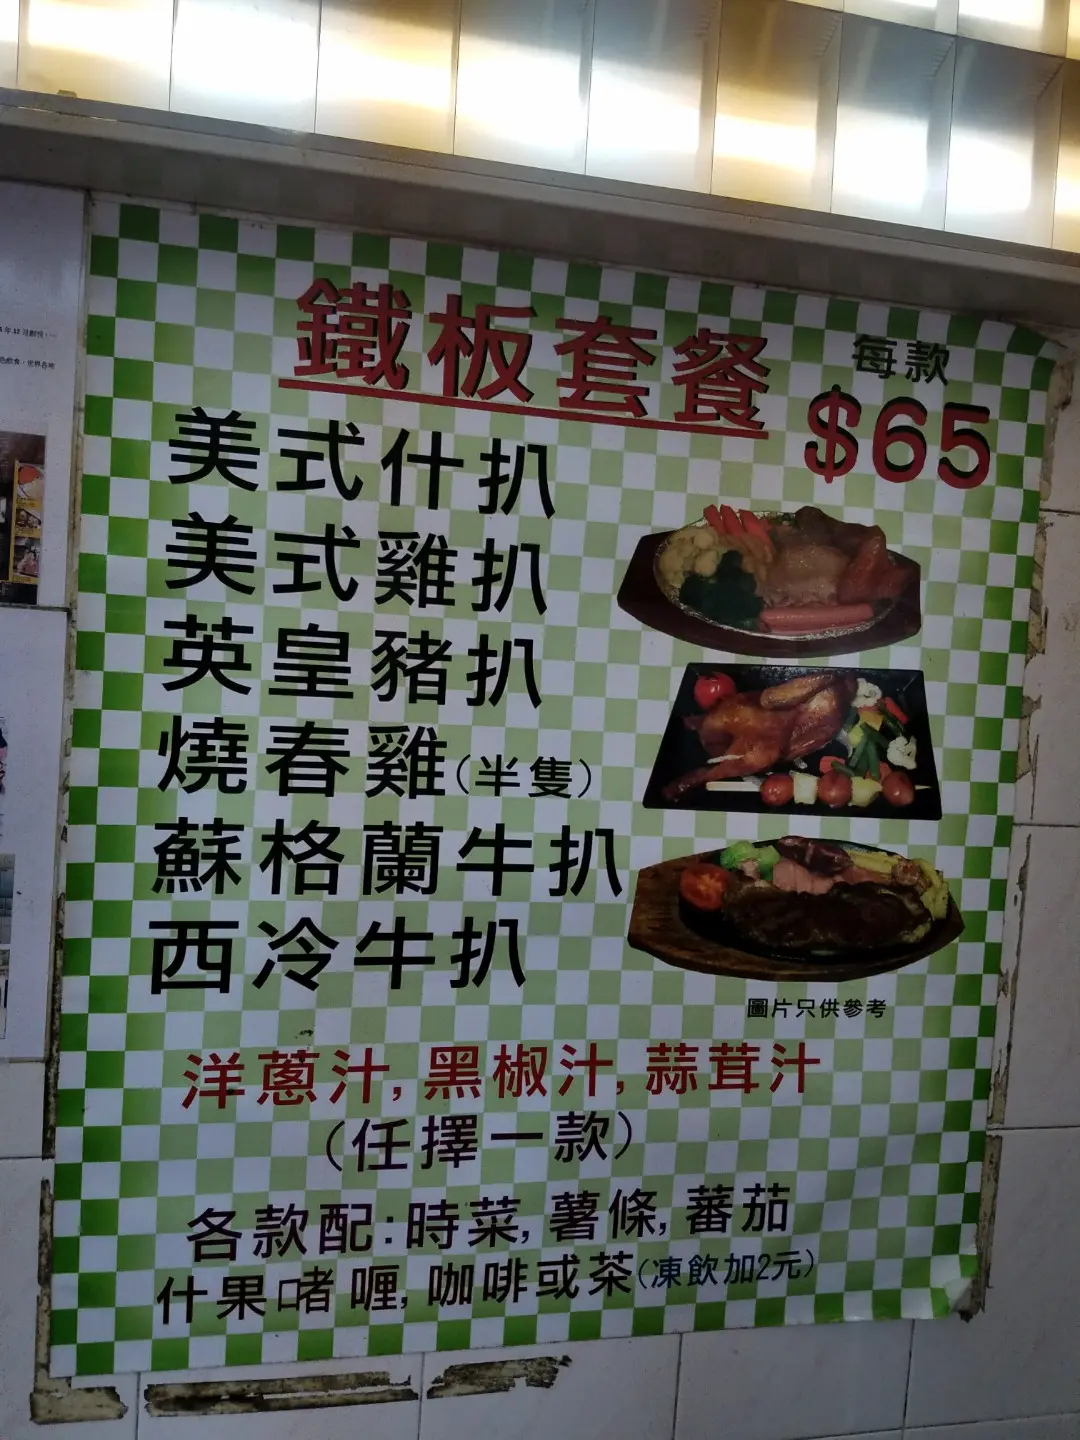 鐵板套餐
每款
$65
美式什扒
美式雞扒
英皇豬扒
燒春雞(半隻)
蘇格蘭牛扒
西冷牛扒
圖片只供參考
洋蔥汁,黑椒汁,蒜茸汁
(任擇一款)
各款配:時菜,薯條,蕃茄
什果啫喱,咖啡或茶(凍飲加2元)